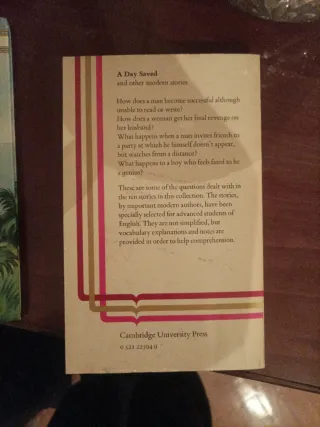 A Day Saved
and other modern stories
How does a man become successful although
unable to read or write?
How does a woman get her final revenge on
her husband?
What happens when a man invites friends to
a party at which he himself doesn't appear,
but watches from a distance?
What happens to a boy who feels fated to be
a genius?
These are some of the questions dealt with in
the ten stories in this collection. The stories,
by important modern authors, have been
specially selected for advanced students of
English. They are not simplified, but
vocabulary explanations and notes are
provided in order to help comprehension.
Cambridge University Press
0 521 22594 6